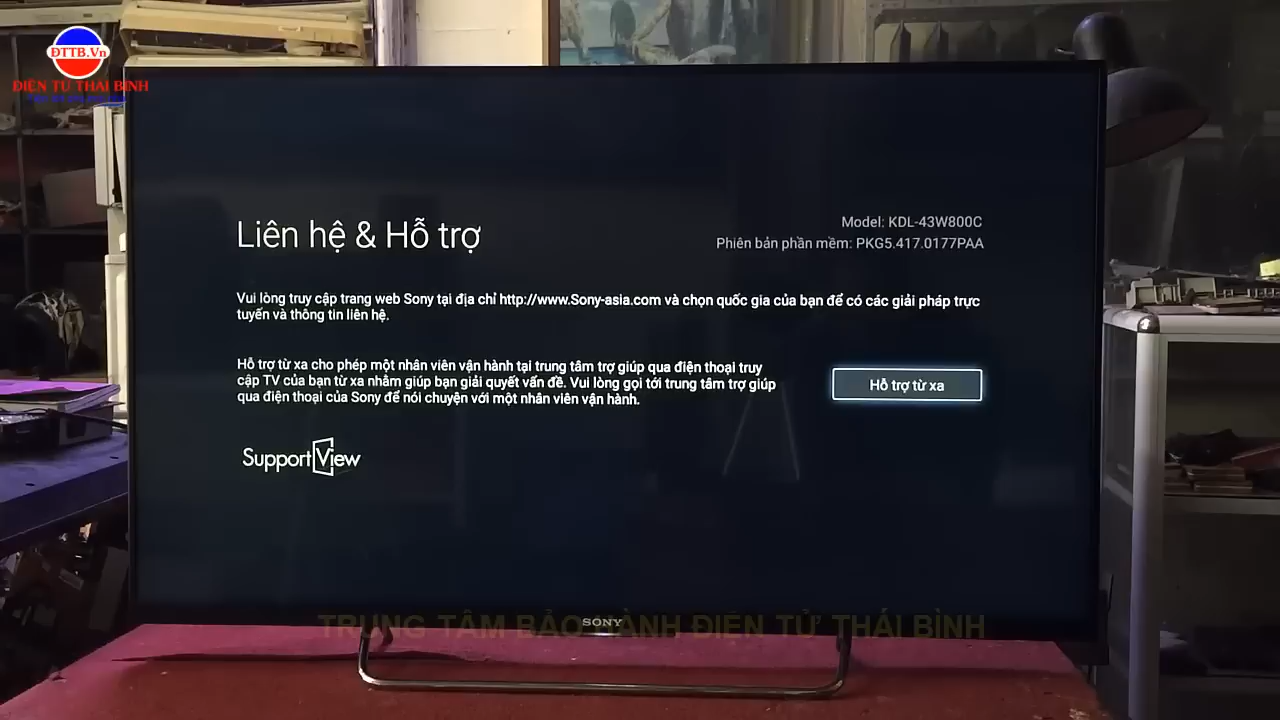 ĐTTB.Vn
ĐIỆN TỬ THÁI BÌNH
Liên hệ & Hỗ trợ
Model: KDL-43W800C
Phiên bản phần mềm: PKG5.417.0177PAA
Vui lòng truy cập trang web Sony tại địa chỉ http://www.Sony-asia.com và chọn quốc gia của bạn để có các giải pháp trực
tuyến và thông tin liên hệ.
Hỗ trợ từ xa cho phép một nhân viên vận hành tại trung tâm trợ giúp qua điện thoại truy
cập TV của bạn từ xa nhằm giúp bạn giải quyết vấn đề. Vui lòng gọi tới trung tâm trợ giúp
qua điện thoại của Sony để nói chuyện với một nhân viên vận hành.
Hỗ trợ từ xa
SupportView
SONY
TRUNG TÂM BẢO HÀNH ĐIỆN TỬ THÁI BÌNH